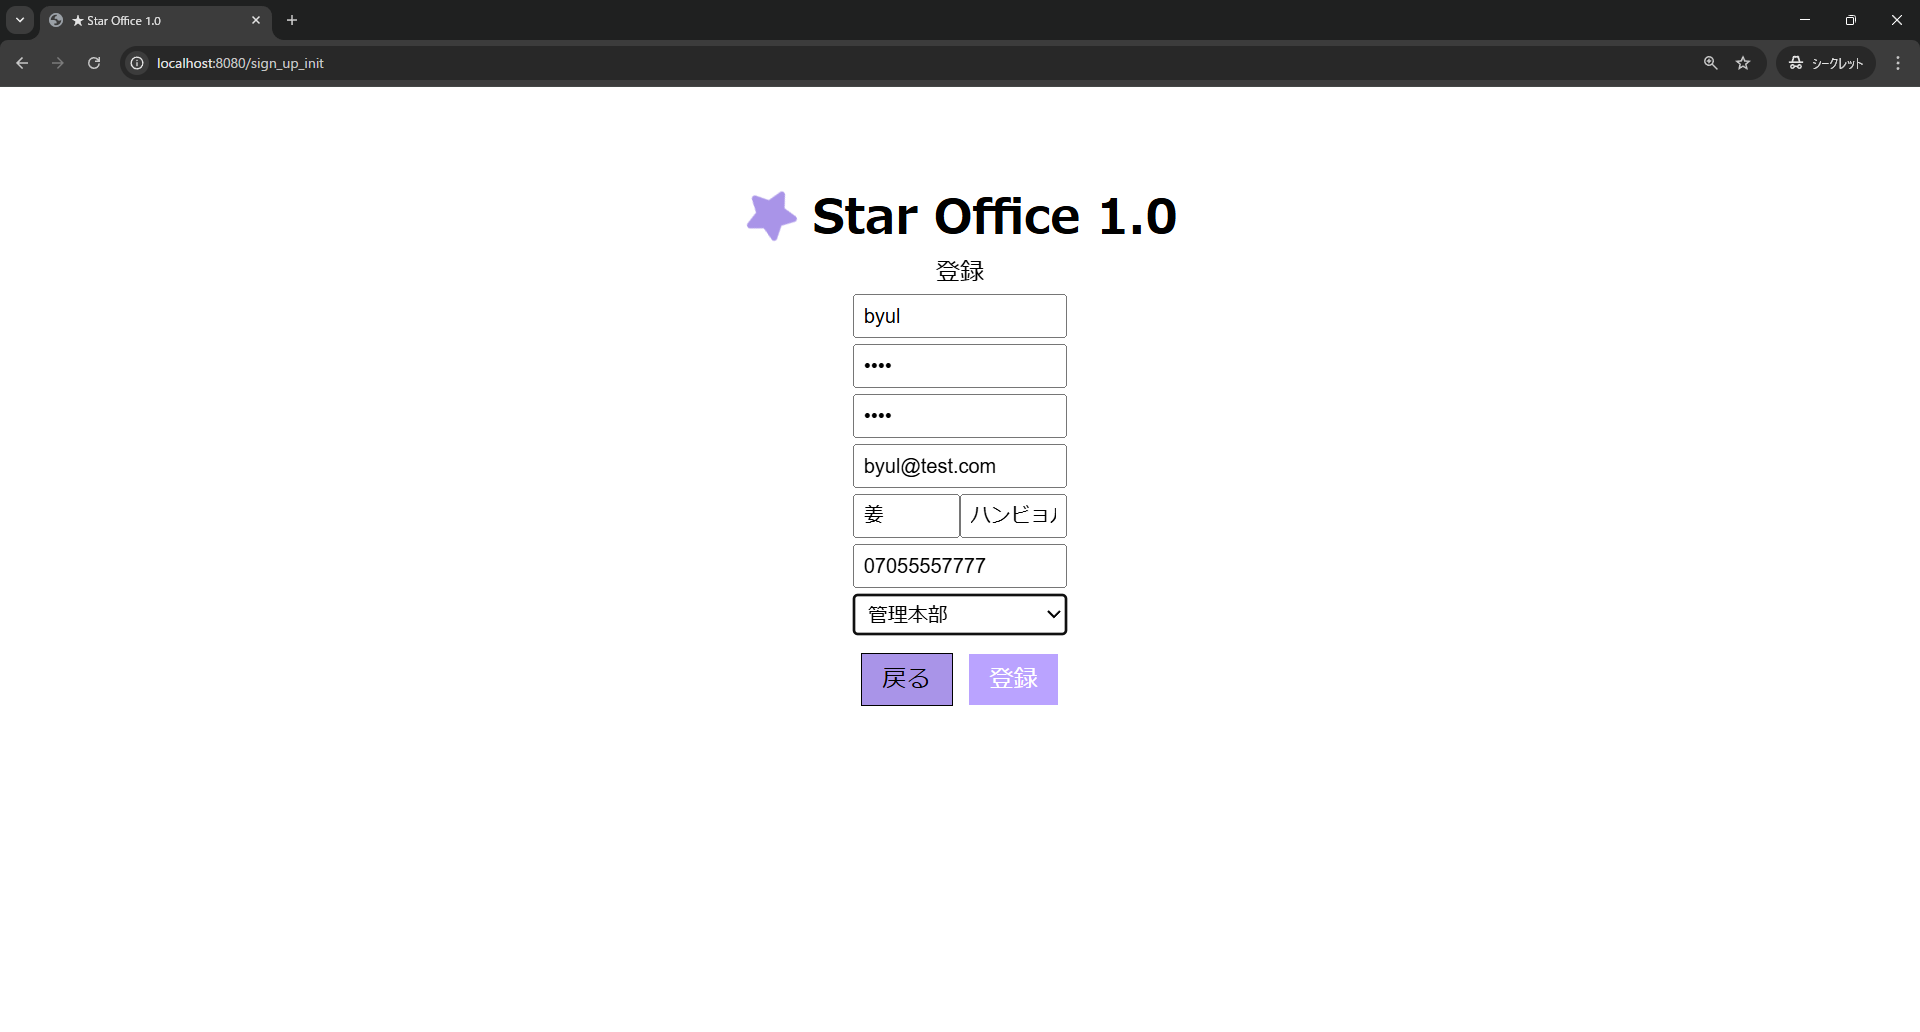 ★ Star Office 1.0
localhost:8080/sign_up_init
シークレット
Star Office 1.0
登録
byul
••••
••••
byul@test.com
姜 ハンビョ
07055557777
管理本部
戻る 登録